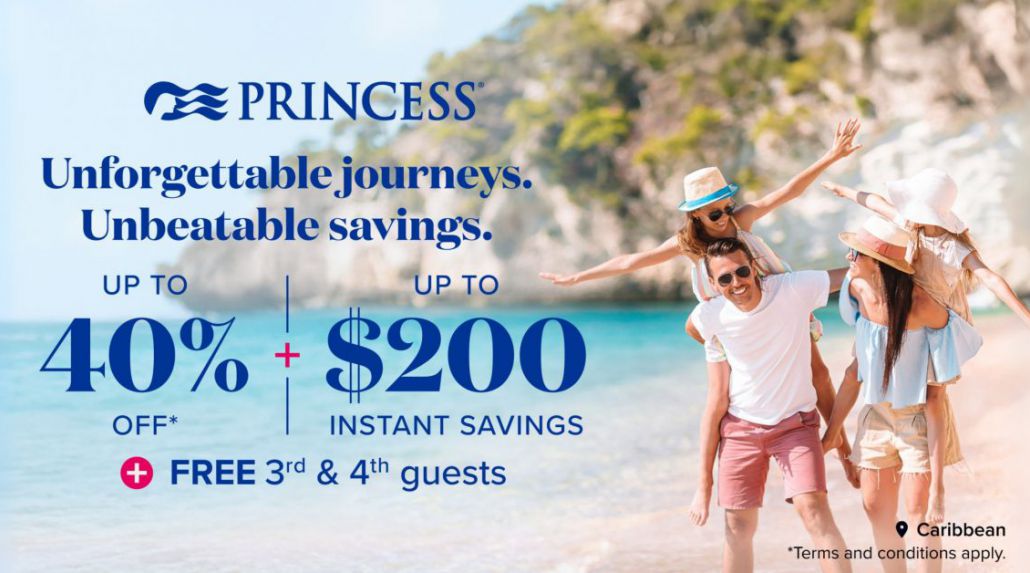 PRINCESS®
Unforgettable journeys.
Unbeatable savings.
UP TO
40%
OFF*
+
UP TO
$200
INSTANT SAVINGS
+ FREE 3rd & 4th guests
Caribbean
*Terms and conditions apply.